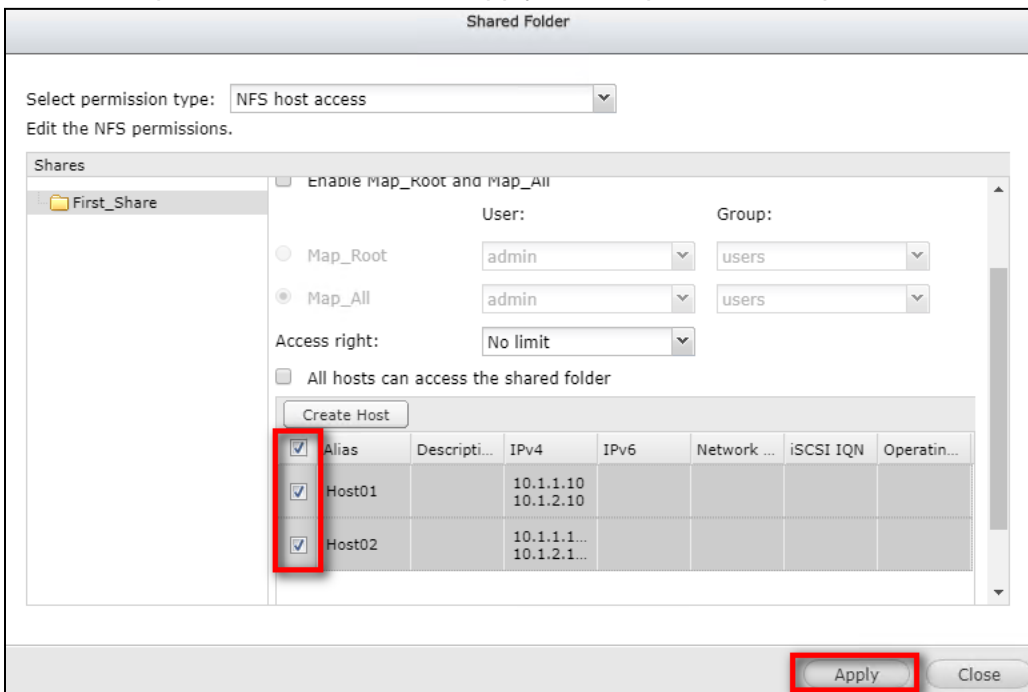 Shared Folder
Select permission type: NFS host access
Edit the NFS permissions.
Shares
First_Share
Enable Map_Root and Map_All
User: Group:
Map_Root admin users
Map_All admin users
Access right: No limit
All hosts can access the shared folder
Create Host
Alias Descripti... IPv4 IPv6 Network ... iSCSI IQN Operatin...
Host01 10.1.1.10
10.1.2.10
Host02 10.1.1.1...
10.1.2.1...
Apply Close